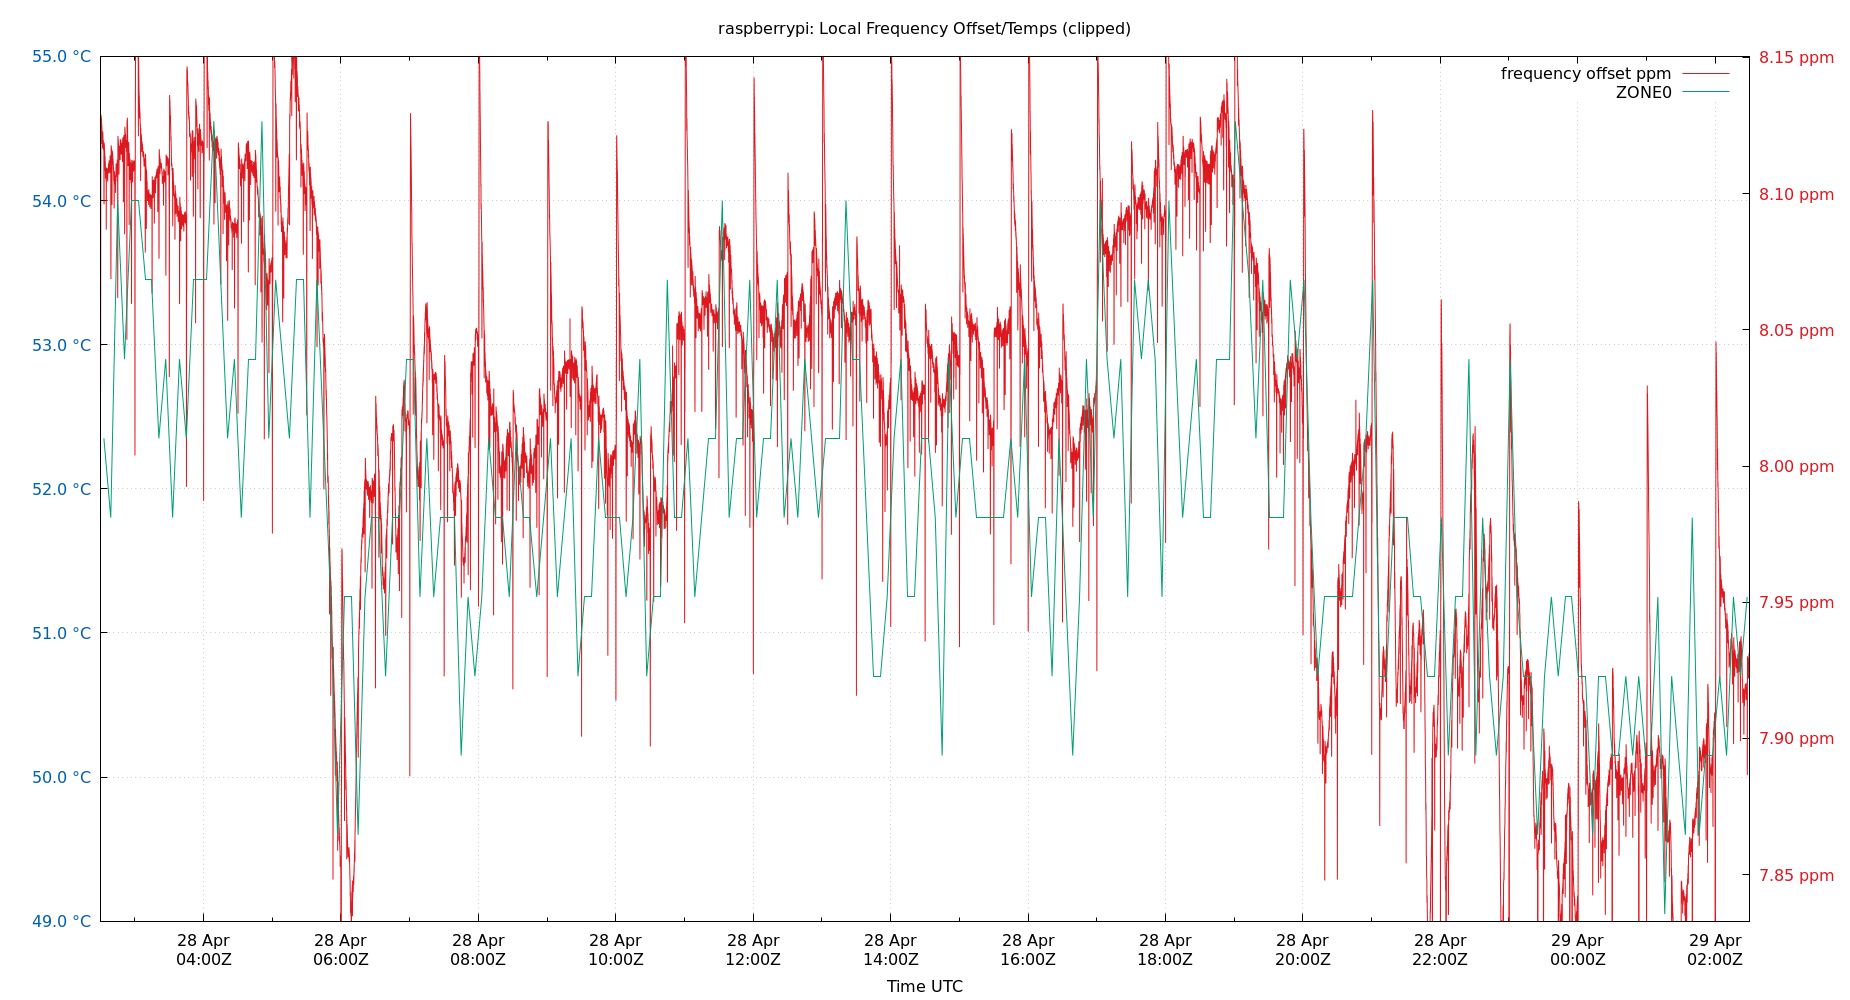 raspberrypi: Local Frequency Offset/Temps (clipped)
55.0 °C
54.0 °C
53.0 °C
52.0 °C
51.0 °C
50.0 °C
49.0 °C
8.15 ppm
8.10 ppm
8.05 ppm
8.00 ppm
7.95 ppm
7.90 ppm
7.85 ppm
frequency offset ppm
ZONE0
28 Apr 28 Apr 28 Apr 28 Apr 28 Apr 28 Apr 28 Apr 28 Apr 28 Apr 28 Apr 29 Apr 29 Apr
04:00Z 06:00Z 08:00Z 10:00Z 12:00Z 14:00Z 16:00Z 18:00Z 20:00Z 22:00Z 00:00Z 02:00Z
Time UTC